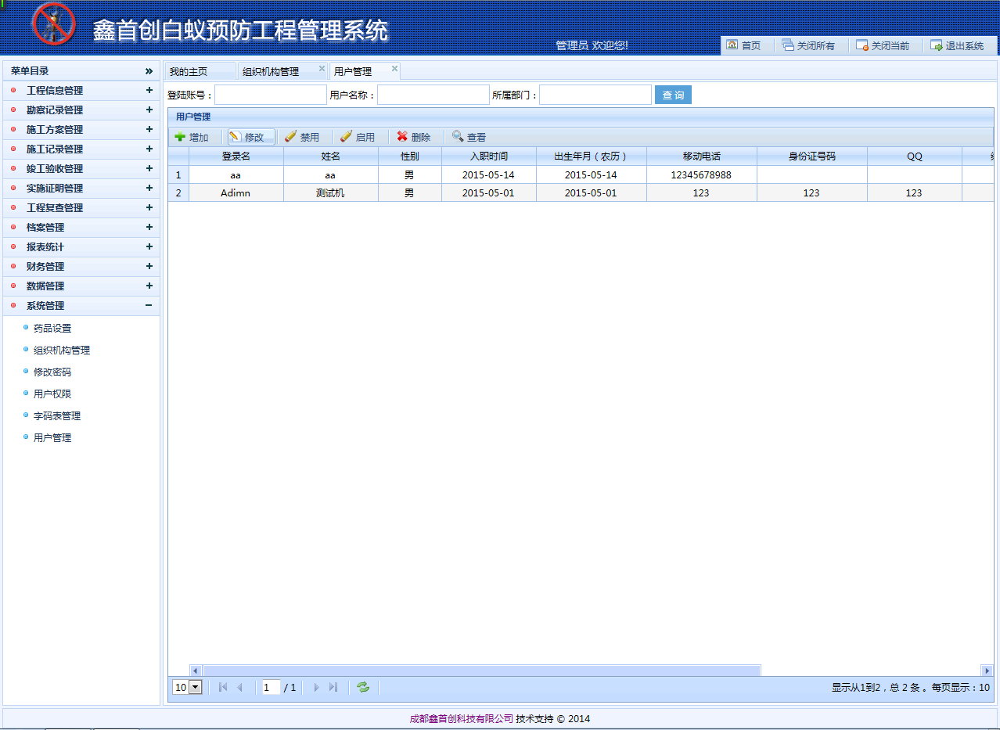 鑫首创白蚁预防工程管理系统
管理员 欢迎您!
首页 关闭所有 关闭当前 退出系统
菜单目录
工程信息管理
勘察记录管理
施工方案管理
施工记录管理
竣工验收管理
实施证明管理
工程复查管理
档案管理
报表统计
财务管理
数据管理
系统管理
药品设置
组织机构管理
修改密码
用户权限
字码表管理
用户管理
我的主页 组织机构管理 用户管理
登陆账号： 用户名称： 所属部门： 查 询
用户管理
增加 修改 禁用 启用 删除 查看
登录名 姓名 性别 入职时间 出生年月（农历） 移动电话 身份证号码 QQ
1 aa aa 男 2015-05-14 2015-05-14 12345678988
2 Adimn 测试机 男 2015-05-01 2015-05-01 123 123 123
10 1 / 1 显示从1到2，总 2 条 。每页显示：10
成都鑫首创科技有限公司 技术支持 © 2014